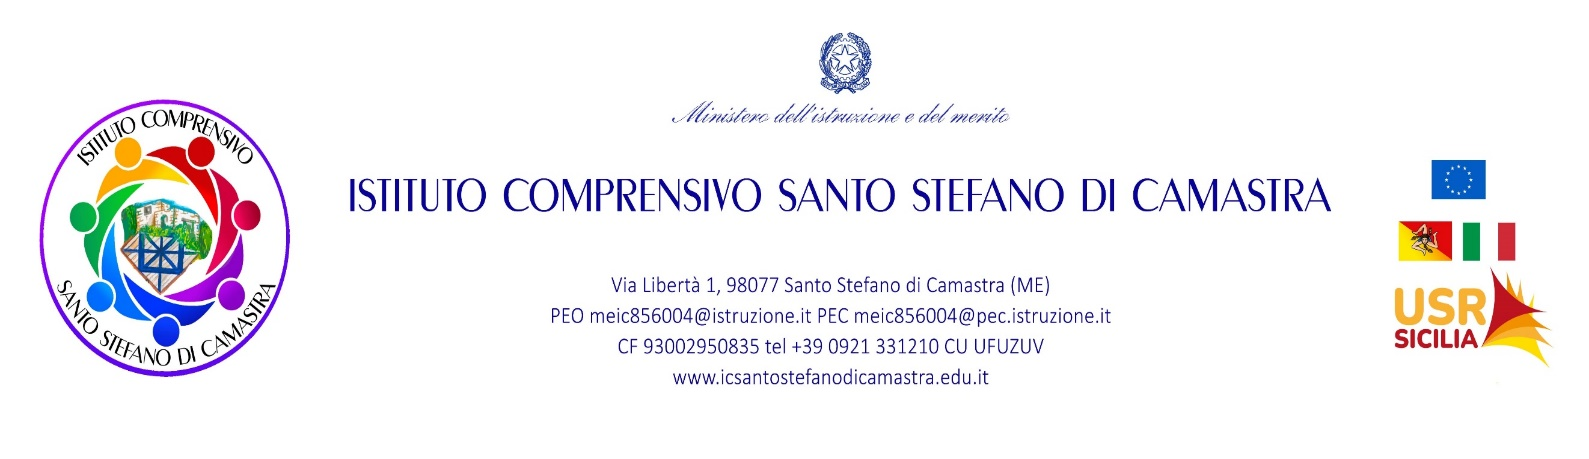 ISTITUTO COMPRENSIVO
SANTO STEFANO DI CAMASTRA
Ministero dell'istruzione e del merito
ISTITUTO COMPRENSIVO SANTO STEFANO DI CAMASTRA
Via Libertà 1, 98077 Santo Stefano di Camastra (ME)
PEO meic856004@istruzione.it PEC meic856004@pec.istruzione.it
CF 93002950835 tel +39 0921 331210 CU UFUZUV
www.icsantostefanodicamastra.edu.it
USR
SICILIA